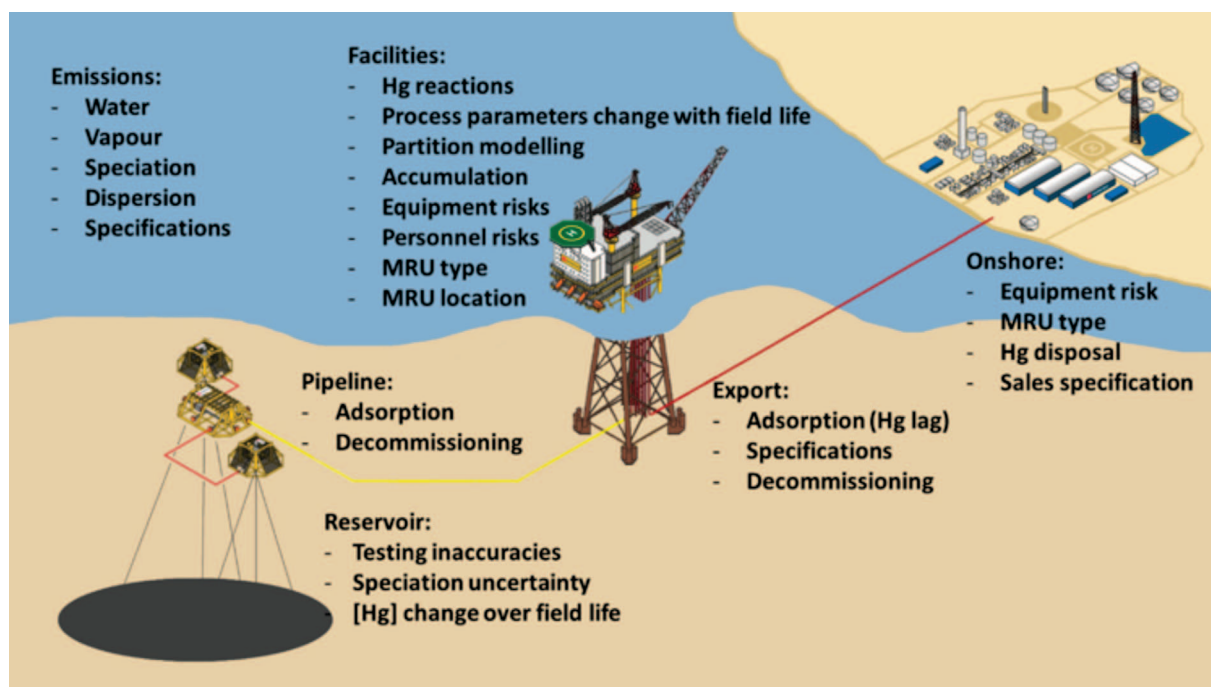 Emissions:
- Water
- Vapour
- Speciation
- Dispersion
- Specifications
Facilities:
- Hg reactions
- Process parameters change with field life
- Partition modelling
- Accumulation
- Equipment risks
- Personnel risks
- MRU type
- MRU location
Onshore:
- Equipment risk
- MRU type
- Hg disposal
- Sales specification
Pipeline:
- Adsorption
- Decommissioning
Export:
- Adsorption (Hg lag)
- Specifications
- Decommissioning
Reservoir:
- Testing inaccuracies
- Speciation uncertainty
- [Hg] change over field life